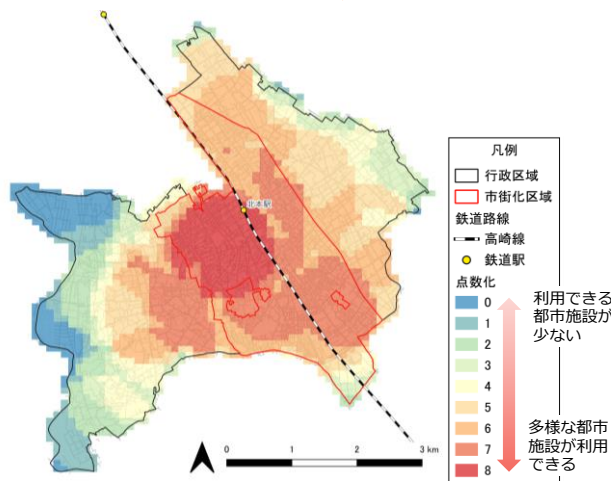 北本駅
凡例
行政区域
市街化区域
鉄道路線
高崎線
鉄道駅
点数化
0
1
2
3
4
5
6
7
8
利用できる
都市施設が
少ない
多様な都市
施設が利用
できる
0 1 2 3 km